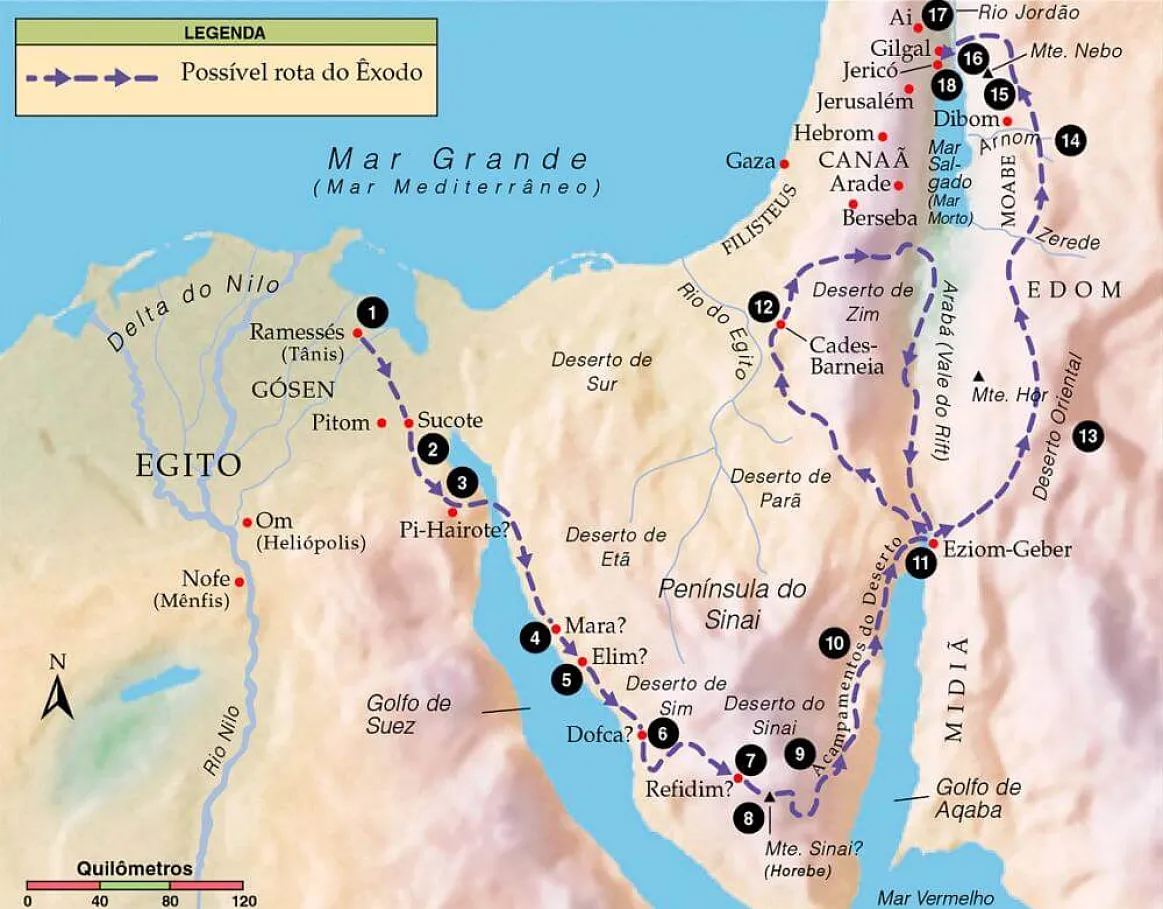 LEGENDA
Possível rota do Êxodo
Mar Grande
(Mar Mediterrâneo)
Ai
17
Rio Jordão
Gilgal
16
Mte. Nebo
Jericó
18
15
Jerusalém
Dibom
Hebrom
Arnom
14
Gaza
CANAÃ
Mar
Sal-
gado
(Mar
Morto)
MOABE
Arade
Berseba
FILISTEUS
Zerede
Delta do Nilo
1
Ramessés
(Tânis)
GÓSEN
Pitom
Sucote
2
3
EGITO
Pi-Hairote?
Om
(Heliópolis)
Nofe
(Mênfis)
Rio do Egito
12
Cades-
Barneia
Deserto de
Zim
Arabá (Vale do Rift)
EDOM
Mte. Hor
Deserto Oriental
13
Deserto de
Sur
Deserto de
Parã
Deserto de
Etã
Península do
Sinai
Eziom-Geber
11
Acampamentos do Deserto
10
4
Mara?
5
Elim?
Deserto de
Sim
Deserto do
Sinai
Dofca?
6
7
9
Refidim?
8
Mte. Sinai?
(Horebe)
MIDIÃ
Golfo de
Suez
Golfo de
Aqaba
Mar Vermelho
N
Rio Nilo
Quilômetros
0 40 80 120